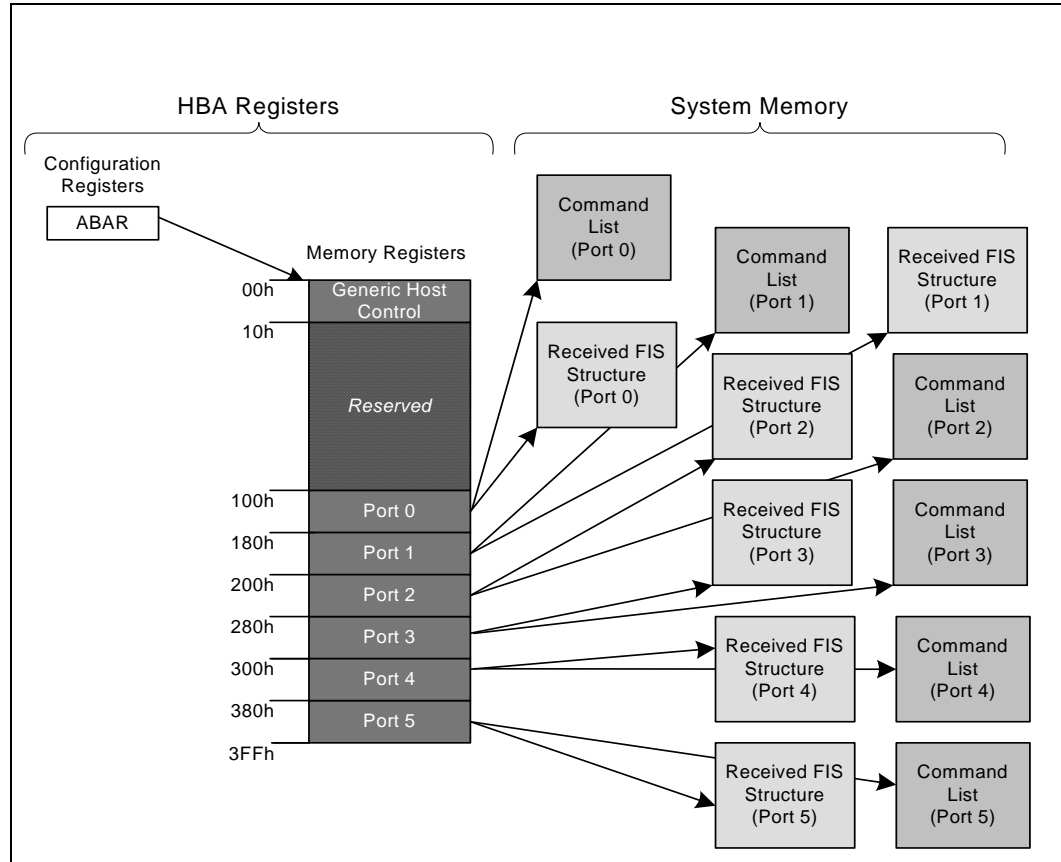 HBA Registers
System Memory
Configuration
Registers
ABAR
Memory Registers
00h
Generic Host
Control
10h
Reserved
100h
Port 0
180h
Port 1
200h
Port 2
280h
Port 3
300h
Port 4
380h
Port 5
3FFh
Command
List
(Port 0)
Received FIS
Structure
(Port 0)
Command
List
(Port 1)
Received FIS
Structure
(Port 1)
Received FIS
Structure
(Port 2)
Command
List
(Port 2)
Received FIS
Structure
(Port 3)
Command
List
(Port 3)
Received FIS
Structure
(Port 4)
Command
List
(Port 4)
Received FIS
Structure
(Port 5)
Command
List
(Port 5)